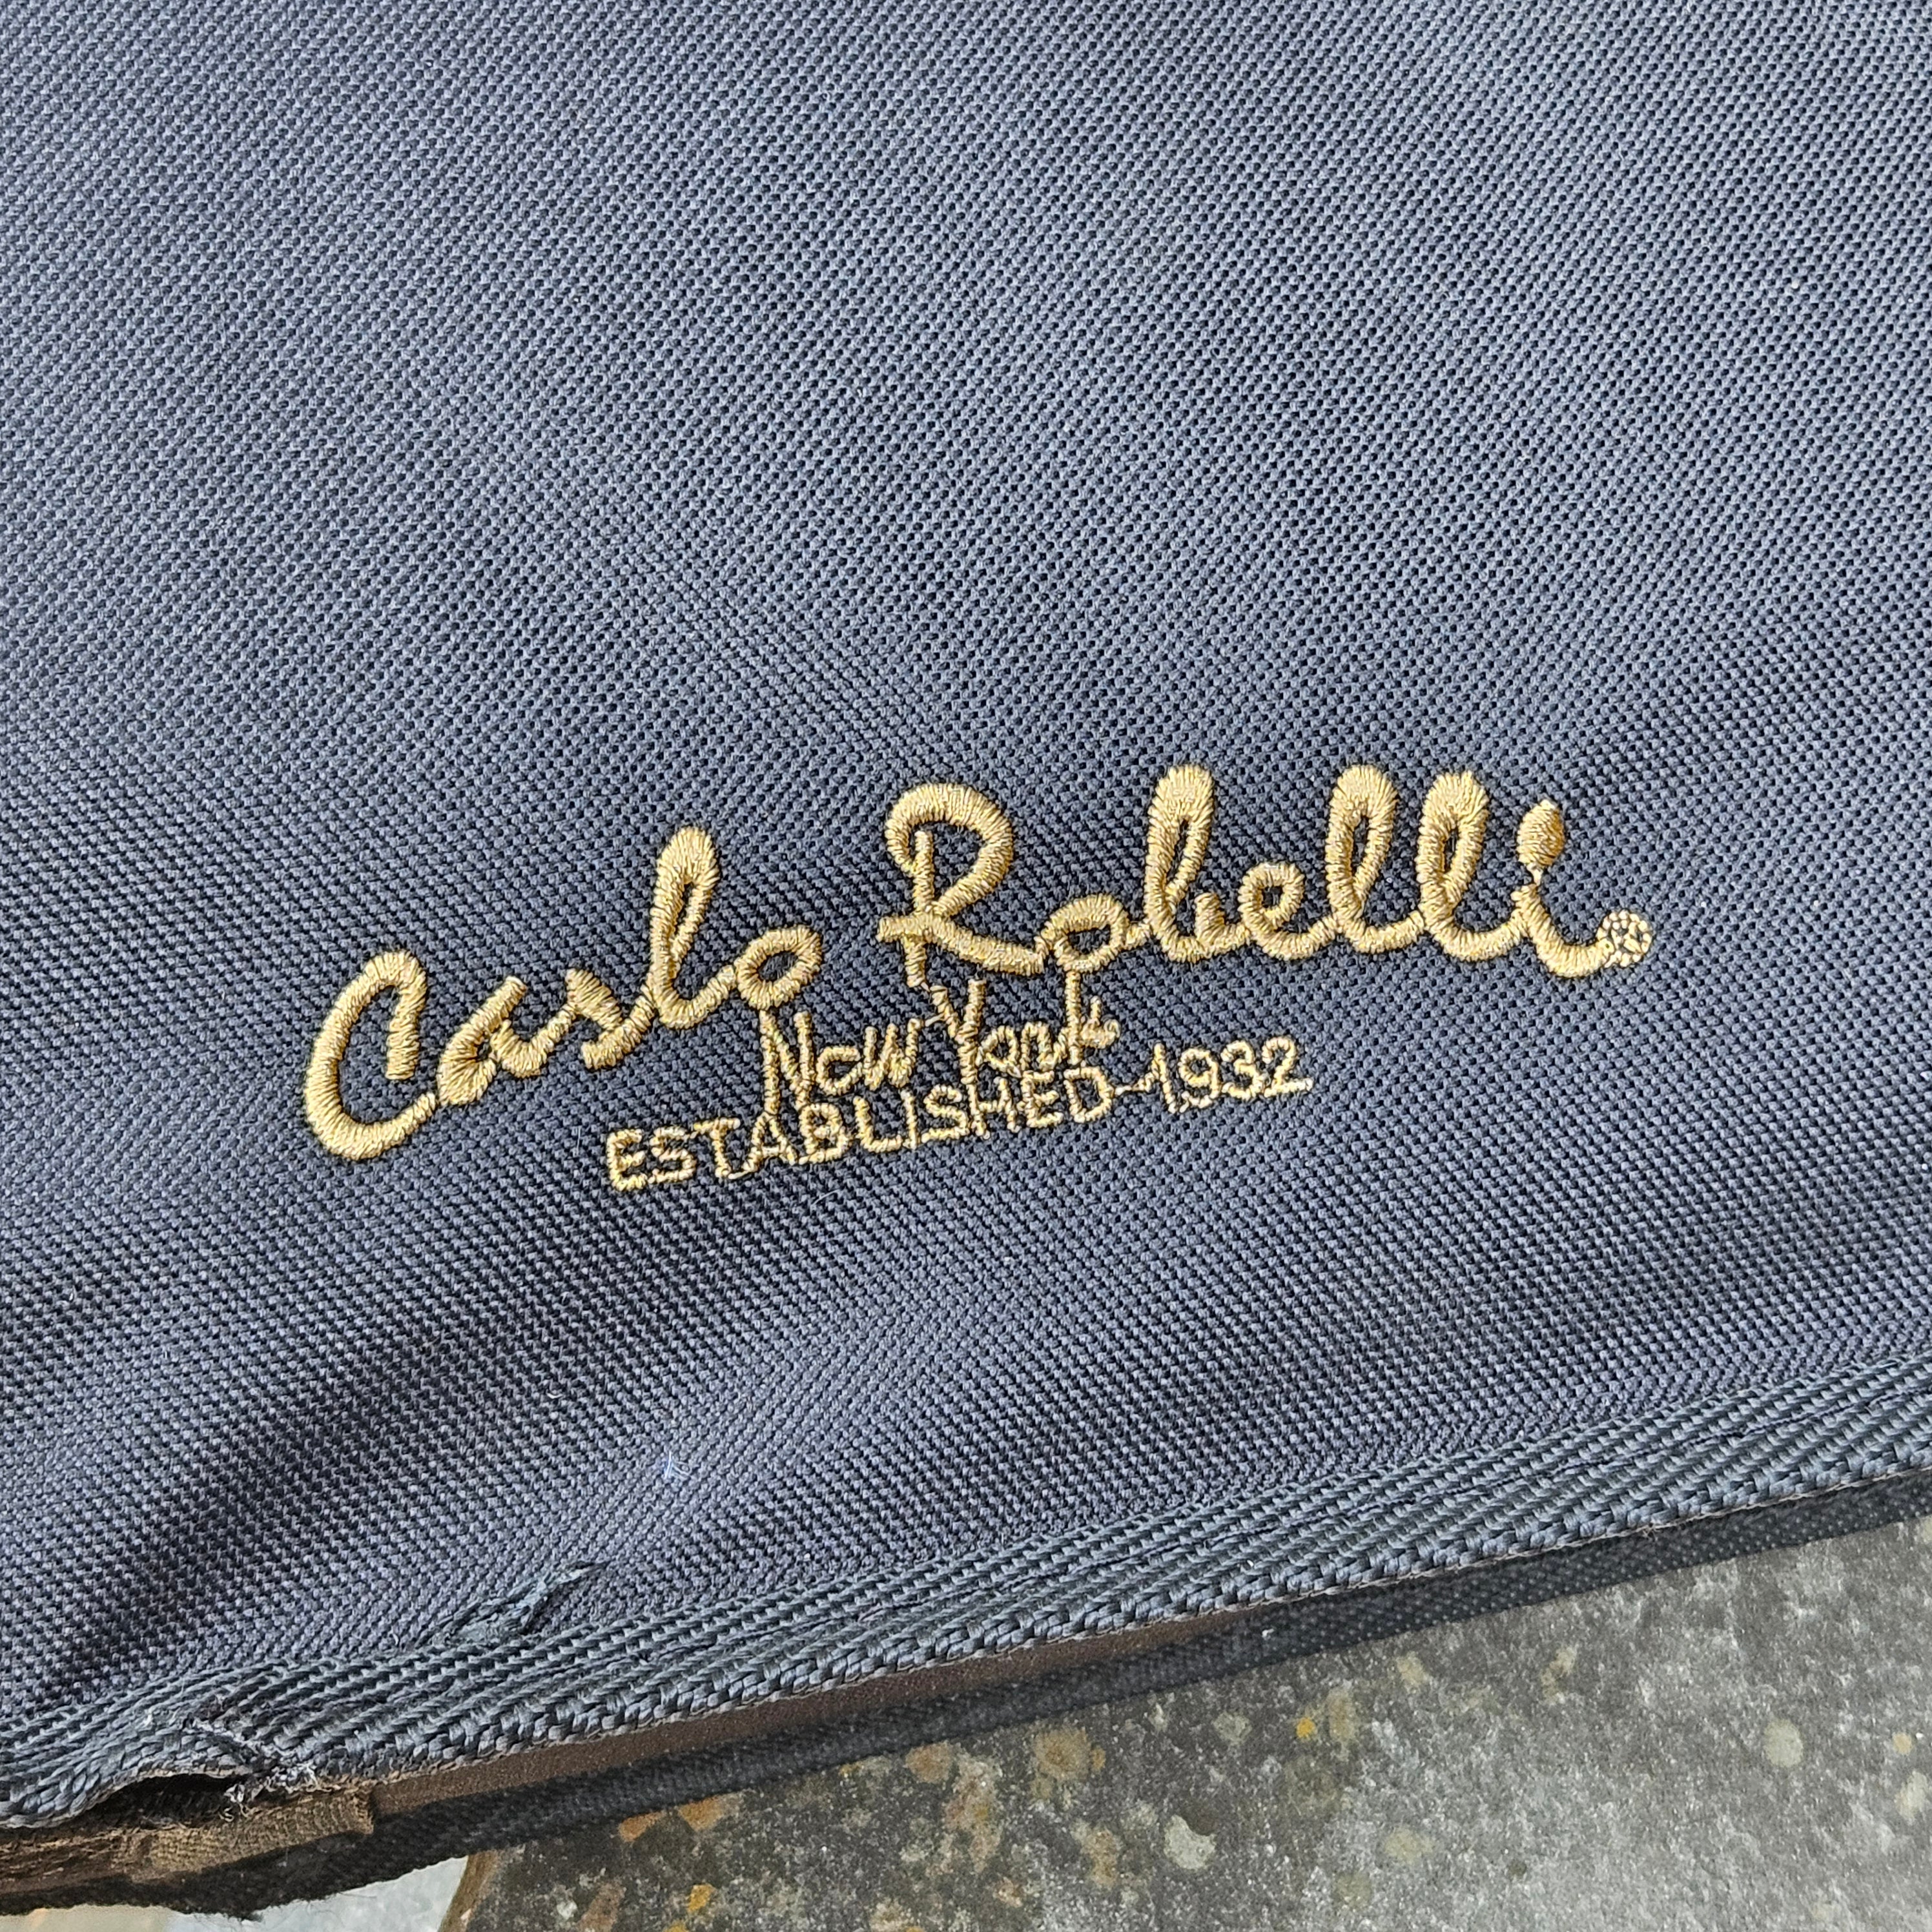 Carlo Robelli®
New York
ESTABLISHED-1932